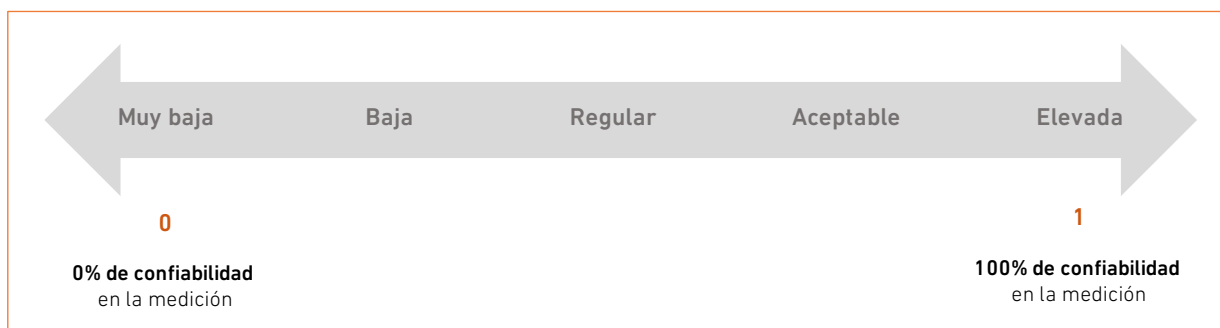 Muy baja Baja Regular Aceptable Elevada
0 1
0% de confiabilidad 100% de confiabilidad
en la medición en la medición